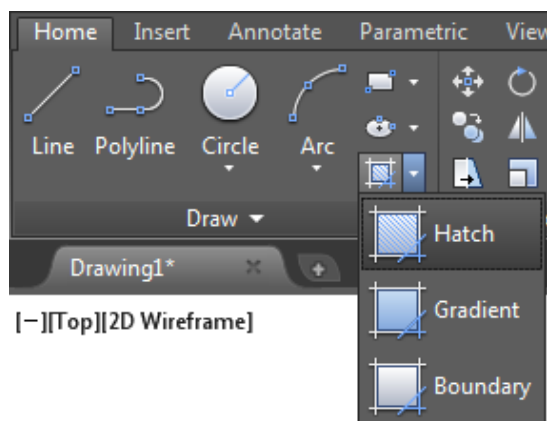 Home Insert Annotate Parametric View
Line Polyline Circle Arc
Draw
Hatch
Drawing1*
Gradient
[−][Top][2D Wireframe]
Boundary